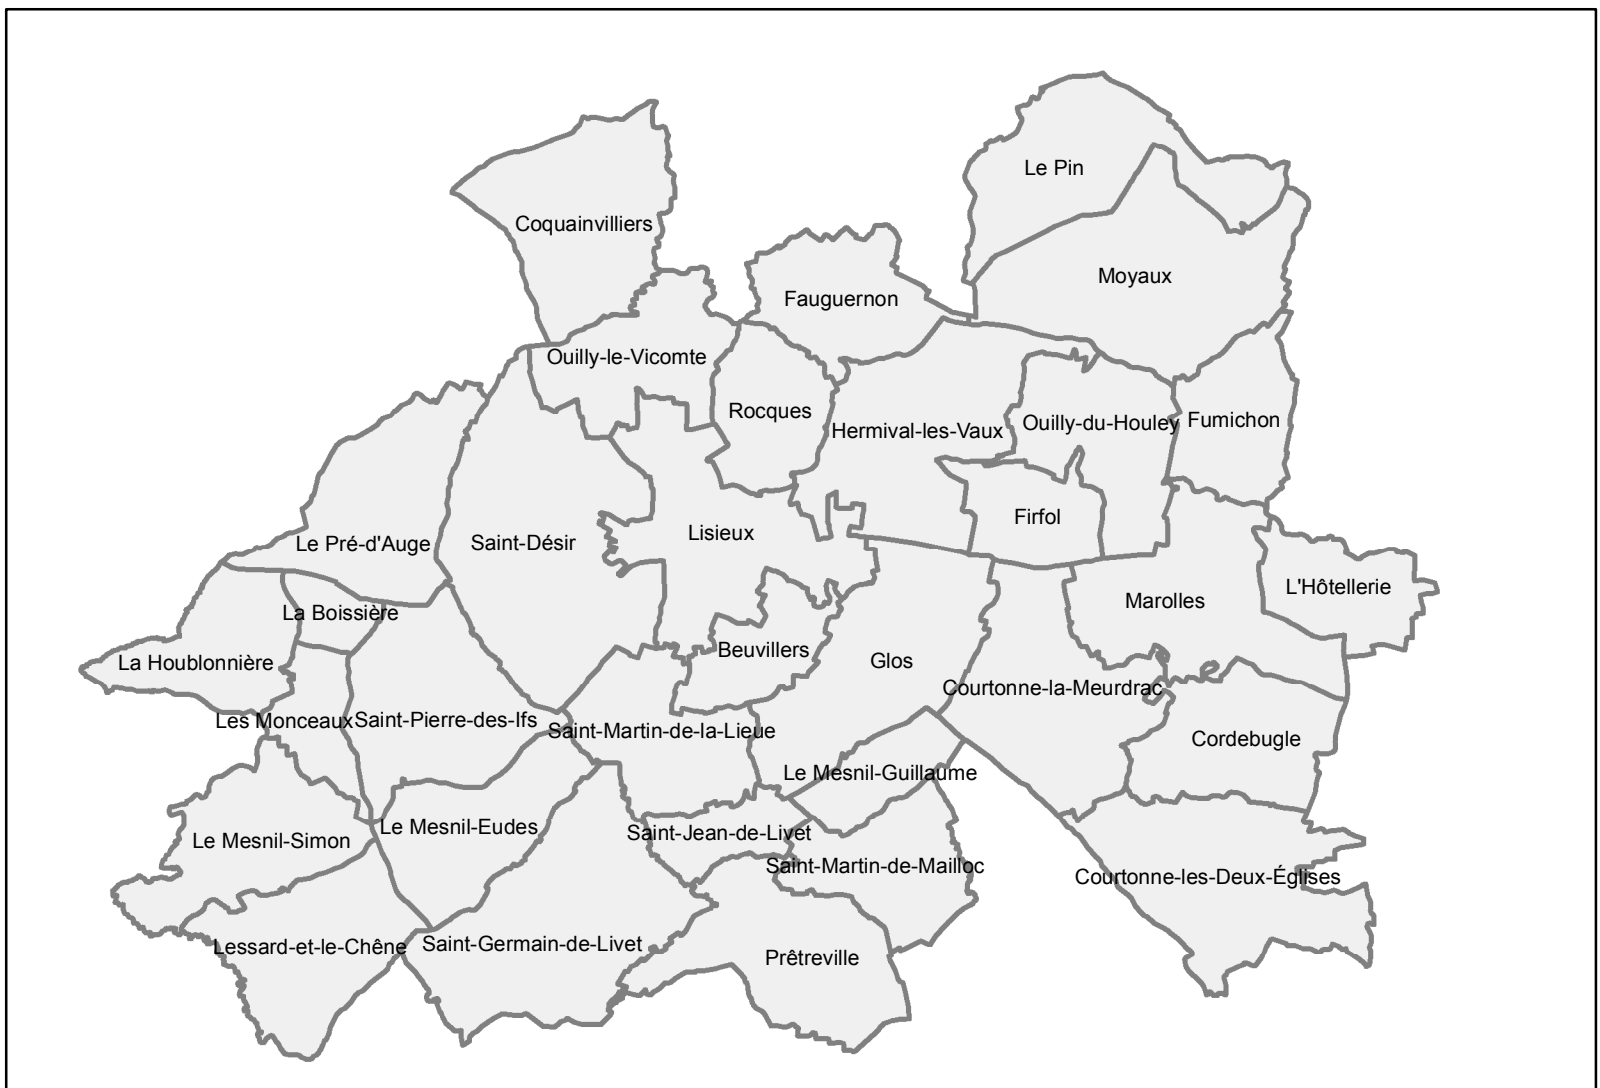 Le Pin
Coquainvilliers
Moyaux
Fauguernon
Ouilly-le-Vicomte
Rocques
Hermival-les-Vaux
Ouilly-du-Houley
Fumichon
Firfol
Lisieux
Saint-Désir
Le Pré-d'Auge
L'Hôtellerie
Marolles
La Boissière
Beuvillers
Glos
La Houblonnière
Courtonne-la-Meurdrac
Les Monceaux
Saint-Pierre-des-Ifs
Saint-Martin-de-la-Lieue
Cordebugle
Le Mesnil-Guillaume
Le Mesnil-Eudes
Saint-Jean-de-Livet
Le Mesnil-Simon
Saint-Martin-de-Mailloc
Courtonne-les-Deux-Églises
Lessard-et-le-Chêne
Saint-Germain-de-Livet
Prêtreville